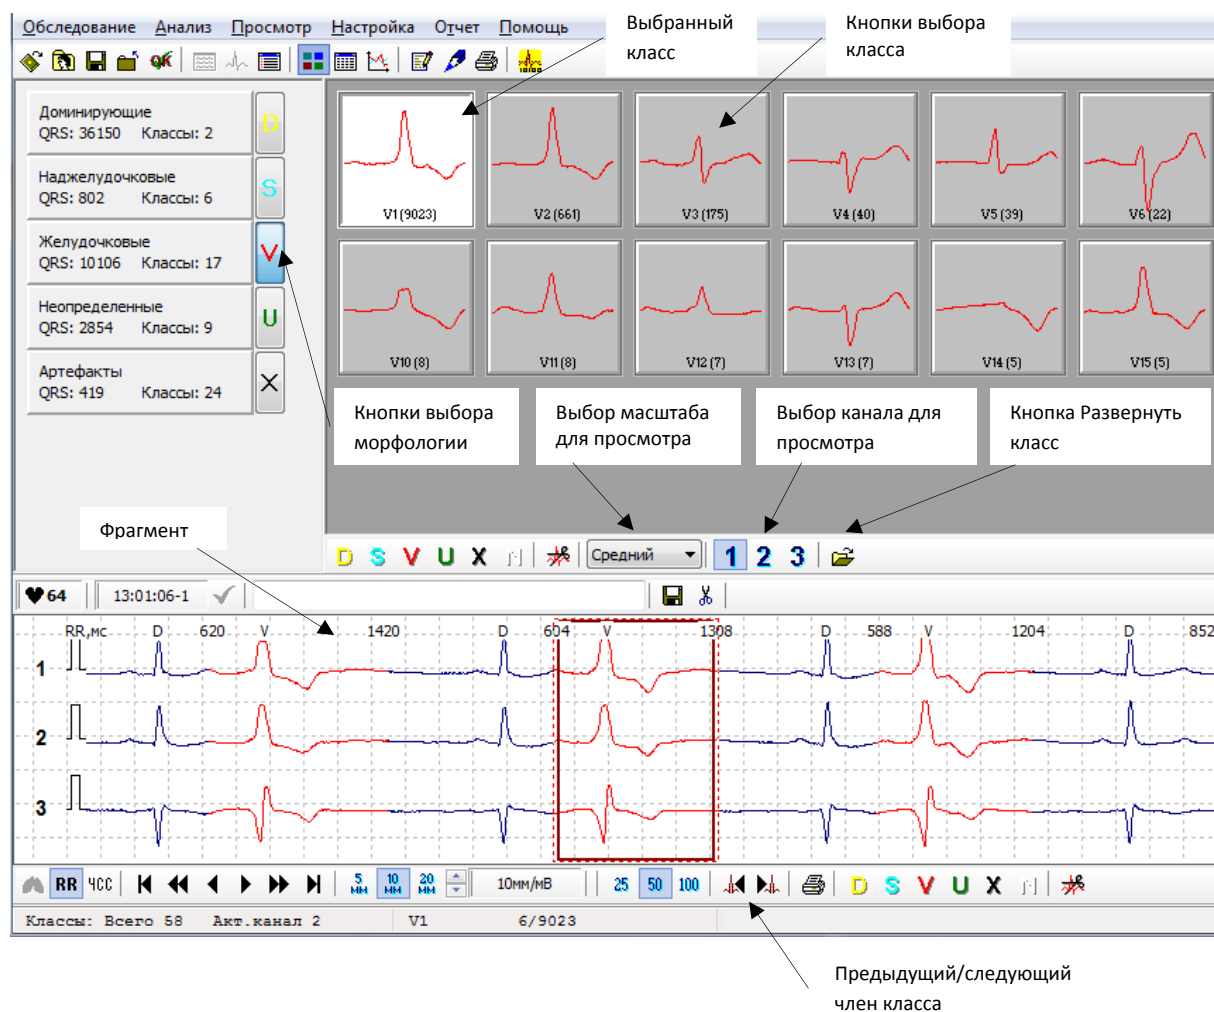 Обследование Анализ Просмотр Настройка Отчет Помощь
Выбранный
класс
Кнопки выбора
класса
Доминирующие
QRS: 36150 Классы: 2
D
Наджелудочковые
QRS: 802 Классы: 6
S
Желудочковые
QRS: 10106 Классы: 17
V
Неопределенные
QRS: 2854 Классы: 9
U
Артефакты
QRS: 419 Классы: 24
X
V1 (9023) V2 (661) V3 (175) V4 (40) V5 (39) V6 (22)
V10 (8) V11 (8) V12 (7) V13 (7) V14 (5) V15 (5)
Кнопки выбора
морфологии
Выбор масштаба
для просмотра
Выбор канала для
просмотра
Кнопка Развернуть
класс
Фрагмент
D S V U X Средний 1 2 3
64 13:01:06-1
RR,мс D 620 V 1420 D 604 V 1308 D 588 V 1204 D 852
1
2
3
RR ЧСС 5 мм 10 мм 20 мм 10мм/мВ 25 50 100 D S V U X
Классы: Всего 58 Акт.канал 2 V1 6/9023
Предыдущий/следующий
член класса